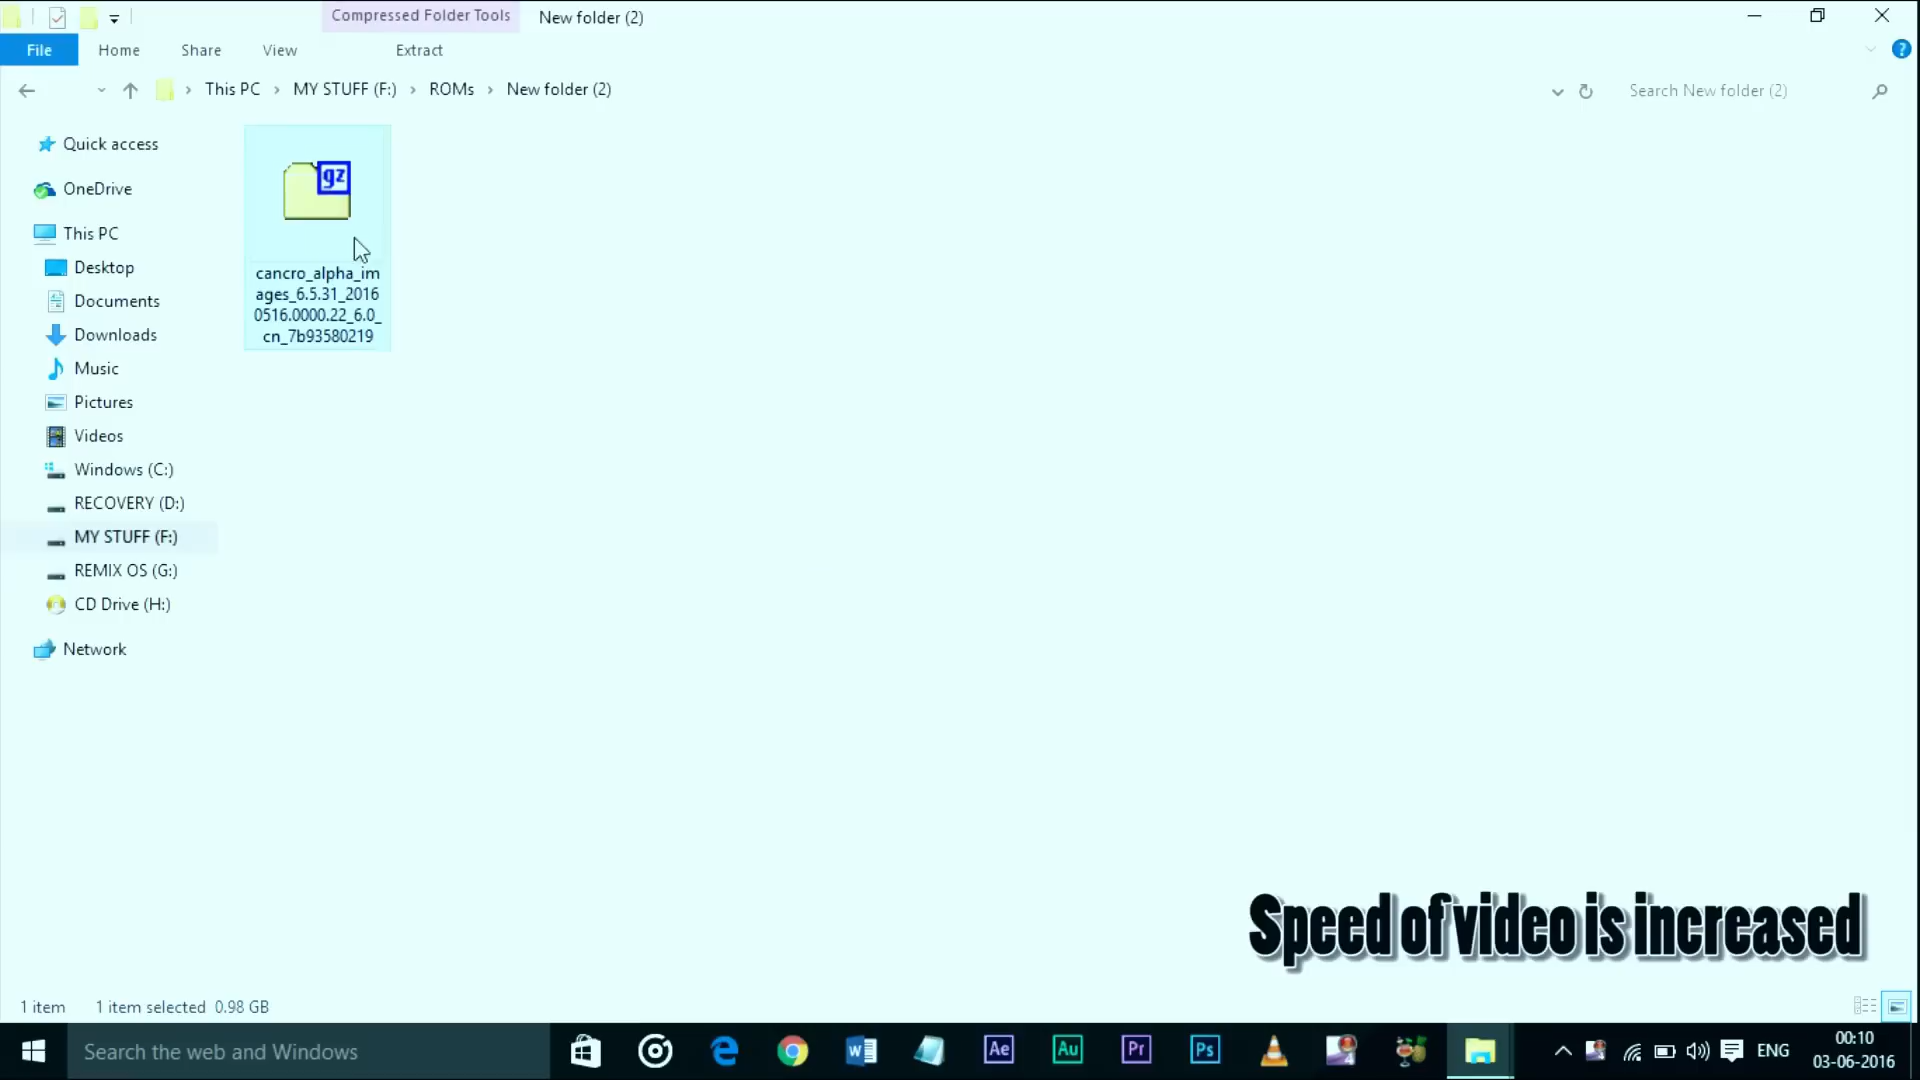 Compressed Folder Tools
New folder (2)
File
Home
Share
View
Extract
This PC
MY STUFF (F:)
ROMs
New folder (2)
Search New folder (2)
Quick access
OneDrive
This PC
Desktop
Documents
Downloads
Music
Pictures
Videos
Windows (C:)
RECOVERY (D:)
MY STUFF (F:)
REMIX OS (G:)
CD Drive (H:)
Network
gz
cancro_alpha_im
ages_6.5.31_2016
0516.0000.22_6.0_
cn_7b93580219
Speed of video is increased
1 item
1 item selected 0.98 GB
Search the web and Windows
Ae
Au
Pr
Ps
ENG
00:10
03-06-2016